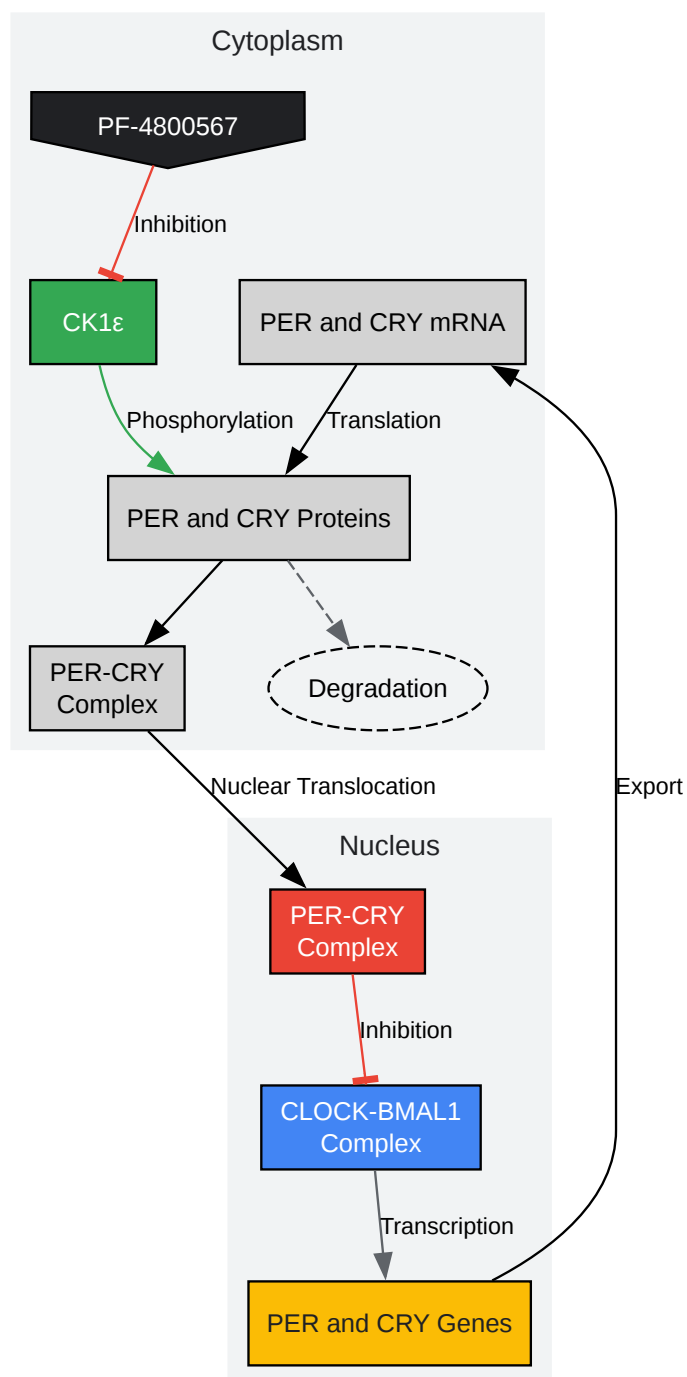 Cytoplasm
PF-4800567
Inhibition
CK1ε
PER and CRY mRNA
Phosphorylation
Translation
PER and CRY Proteins
PER-CRY
Complex
Degradation
Nuclear Translocation
Export
Nucleus
PER-CRY
Complex
Inhibition
CLOCK-BMAL1
Complex
Transcription
PER and CRY Genes